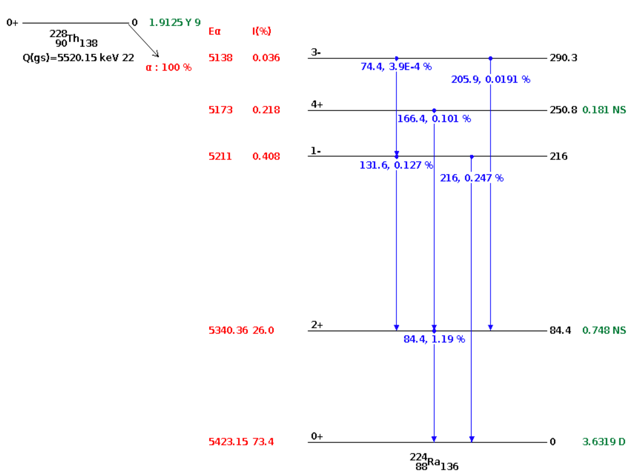 0+ 0 1.9125 Y 9
228
90Th138
Q(gs)=5520.15 keV 22
α : 100 %
Eα I(%)
5138 0.036 3- 290.3
74.4, 3.9E-4 %
205.9, 0.0191 %
5173 0.218 4+ 250.8 0.181 NS
166.4, 0.101 %
5211 0.408 1- 216
131.6, 0.127 %
216, 0.247 %
5340.36 26.0 2+ 84.4 0.748 NS
84.4, 1.19 %
5423.15 73.4 0+ 0 3.6319 D
224
88Ra136